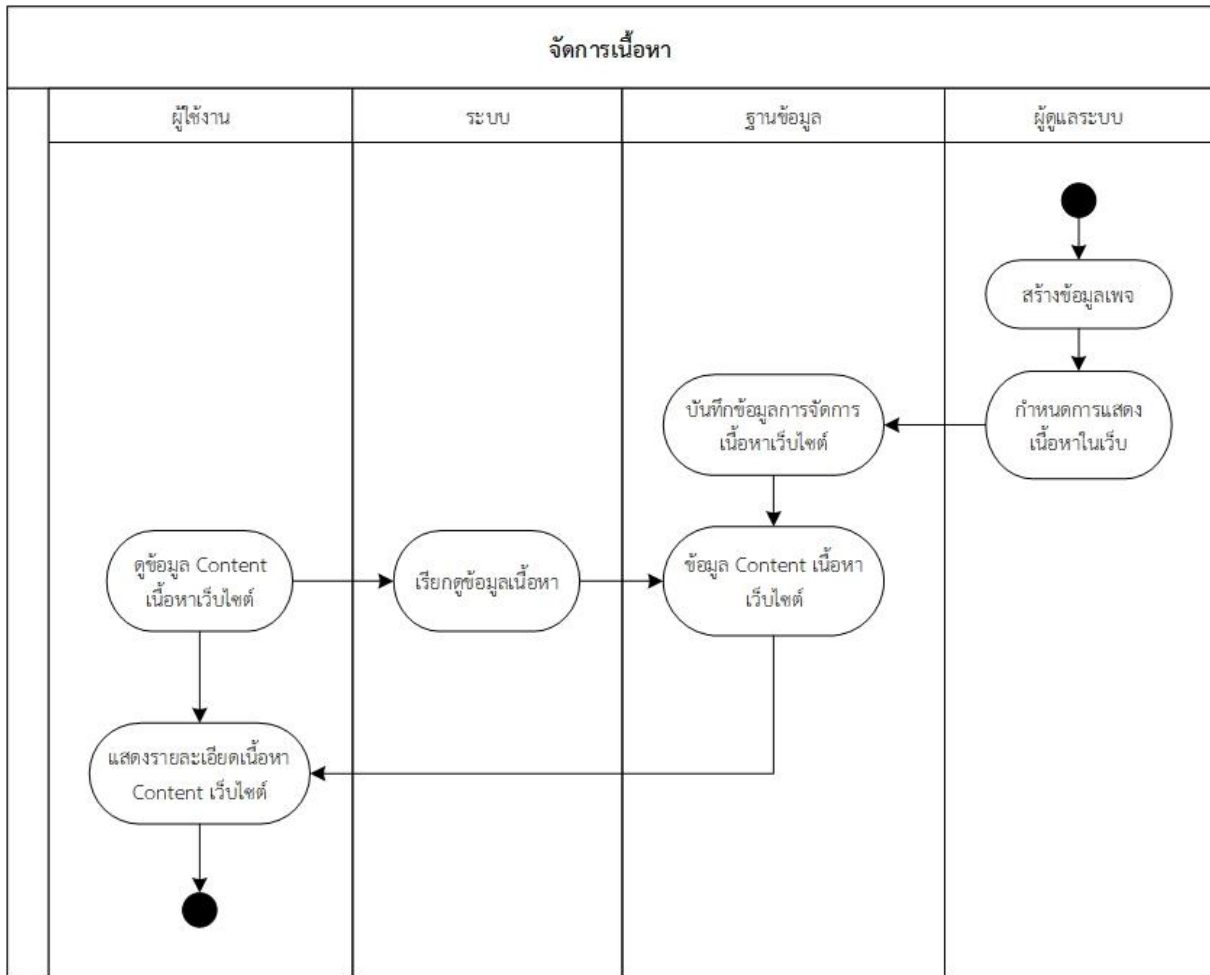 จัดการเนื้อหา
ผู้ใช้งาน
ระบบ
ฐานข้อมูล
ผู้ดูแลระบบ
สร้างข้อมูลเพจ
กำหนดการแสดง
เนื้อหาในเว็บ
บันทึกข้อมูลการจัดการ
เนื้อหาเว็บไซต์
ดูข้อมูล Content
เนื้อหาเว็บไซต์
เรียกดูข้อมูลเนื้อหา
ข้อมูล Content เนื้อหา
เว็บไซต์
แสดงรายละเอียดเนื้อหา
Content เว็บไซต์